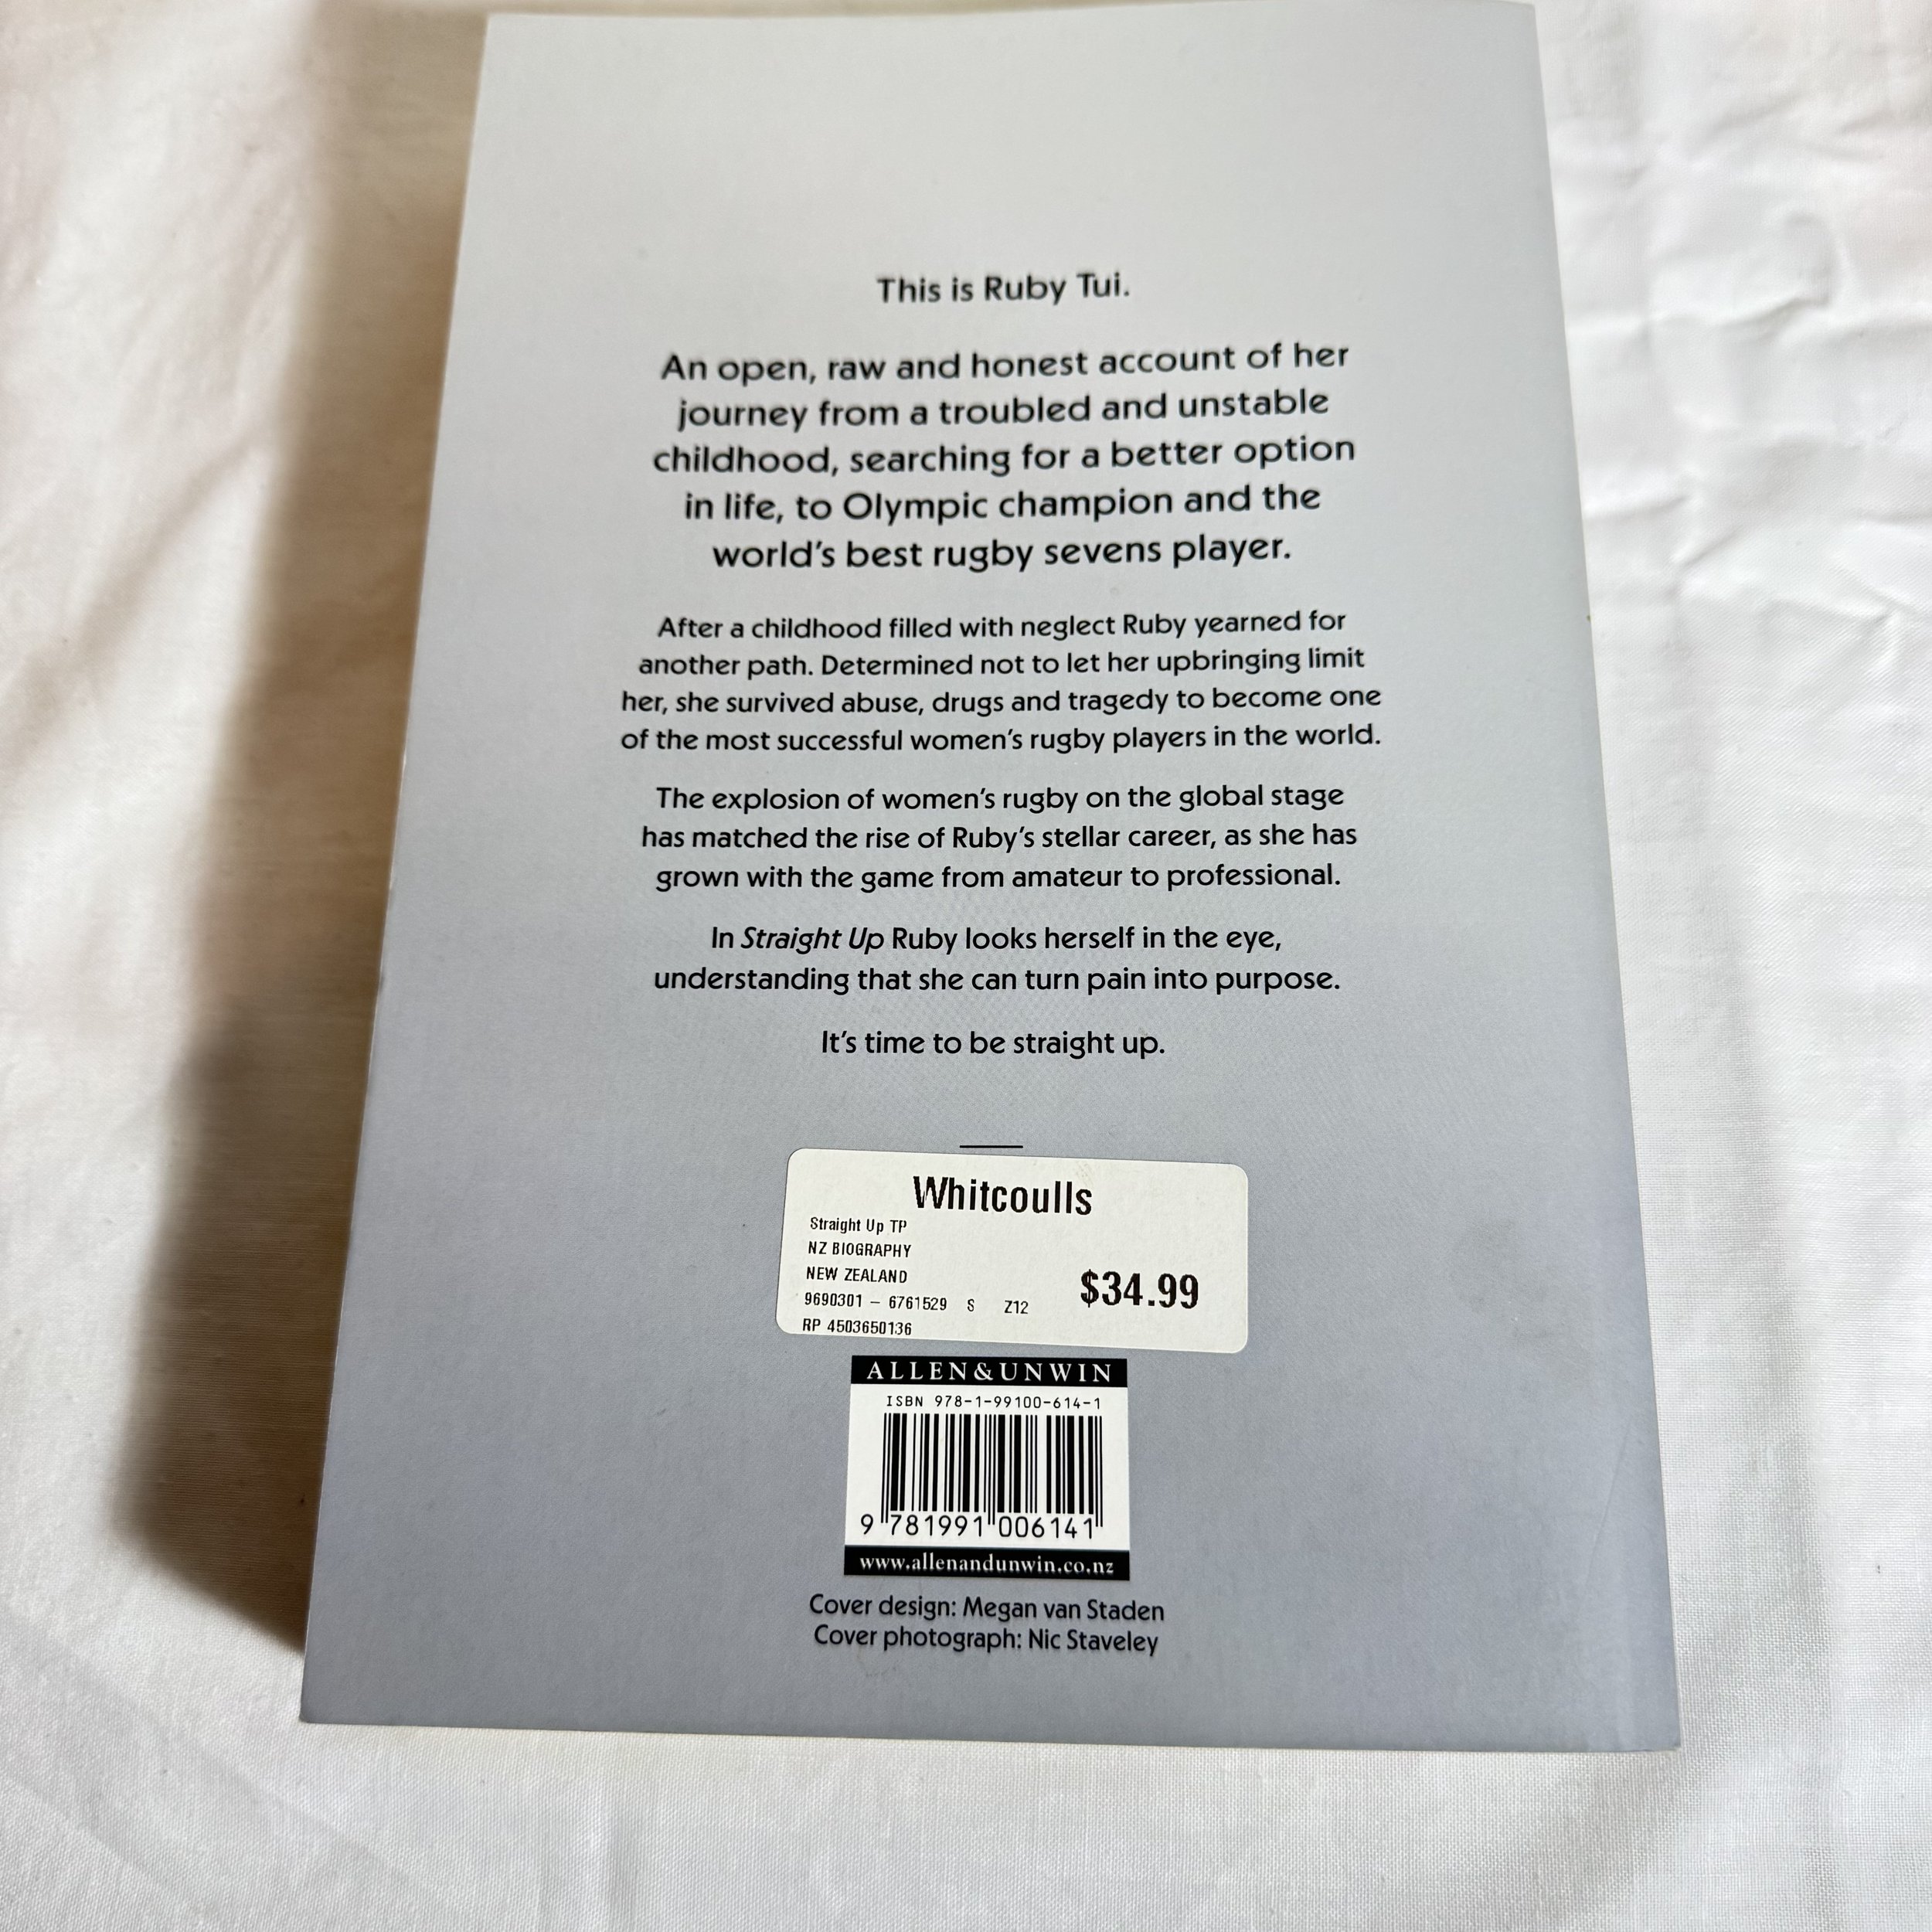 This is Ruby Tui.
An open, raw and honest account of her
journey from a troubled and unstable
childhood, searching for a better option
in life, to Olympic champion and the
world's best rugby sevens player.
After a childhood filled with neglect Ruby yearned for
another path. Determined not to let her upbringing limit
her, she survived abuse, drugs and tragedy to become one
of the most successful women's rugby players in the world.
The explosion of women's rugby on the global stage
has matched the rise of Ruby's stellar career, as she has
grown with the game from amateur to professional.
In Straight Up Ruby looks herself in the eye,
understanding that she can turn pain into purpose.
It's time to be straight up.
Whitcoulls
Straight Up TP
NZ BIOGRAPHY
NEW ZEALAND
9690301 – 6761529 S Z12
$34.99
RP 4503650136
ALLEN&UNWIN
ISBN 978-1-99100-614-1
9 781991 006141
www.allenandunwin.co.nz
Cover design: Megan van Staden
Cover photograph: Nic Staveley